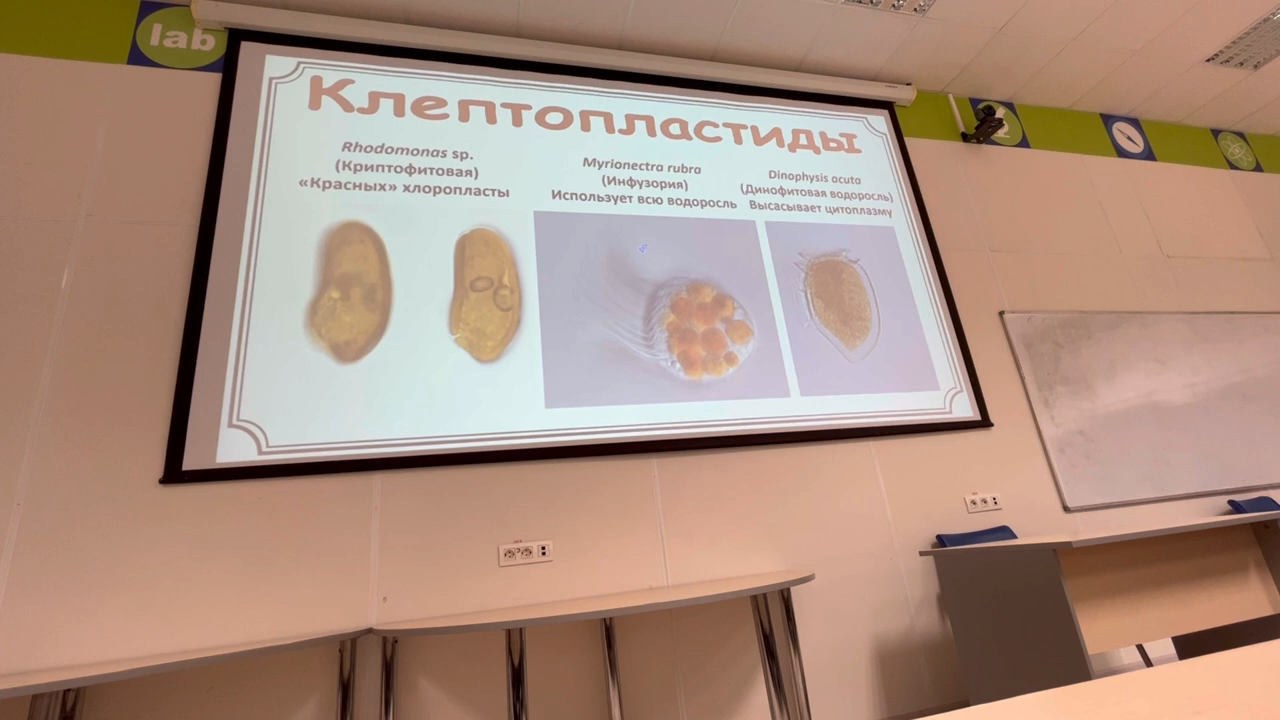 lab
Клептопластиды
Rhodomonas sp.
(Криптофитовая)
«Красных» хлоропласты
Myrionectra rubra
(Инфузория)
Использует всю водоросль
Dinophysis acuta
(Динофитовая водоросль)
Высасывает цитоплазму